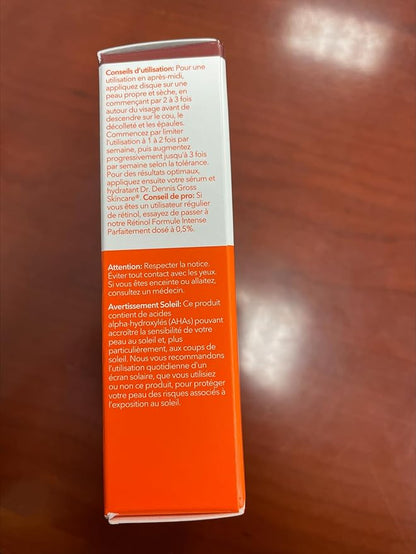 Conseils d'utilisation: Pour une
utilisation en après-midi,
appliquez disque sur une
peau propre et sèche, en
commençant par 2 à 3 fois
autour du visage avant de
descendre sur le cou, le
décolleté et les épaules.
Commencez par limiter
l'utilisation à 1 à 2 fois par
semaine, puis augmentez
progressivement jusqu'à 3 fois
par semaine selon la tolérance.
Pour des résultats optimaux,
appliquez ensuite votre sérum et
hydratant Dr. Dennis Gross
Skincare®. Conseil de pro: Si
vous êtes un utilisateur régulier
de rétinol, essayez de passer à
notre Rétinol Formule Intense
Parfaitement dosé à 0,5%.
Attention: Respecter la notice.
Éviter tout contact avec les yeux.
Si vous êtes enceinte ou allaitez,
consultez un médecin.
Avertissement Soleil: Ce produit
contient de acides
alpha-hydroxylés (AHAs) pouvant
accroître la sensibilité de votre
peau au soleil et, plus
particulièrement, aux coups de
soleil. Nous vous recommandons
l'utilisation quotidienne d'un
écran solaire, que vous utilisiez
ou non ce produit, pour protéger
votre peau des risques associés à
l'exposition au soleil.